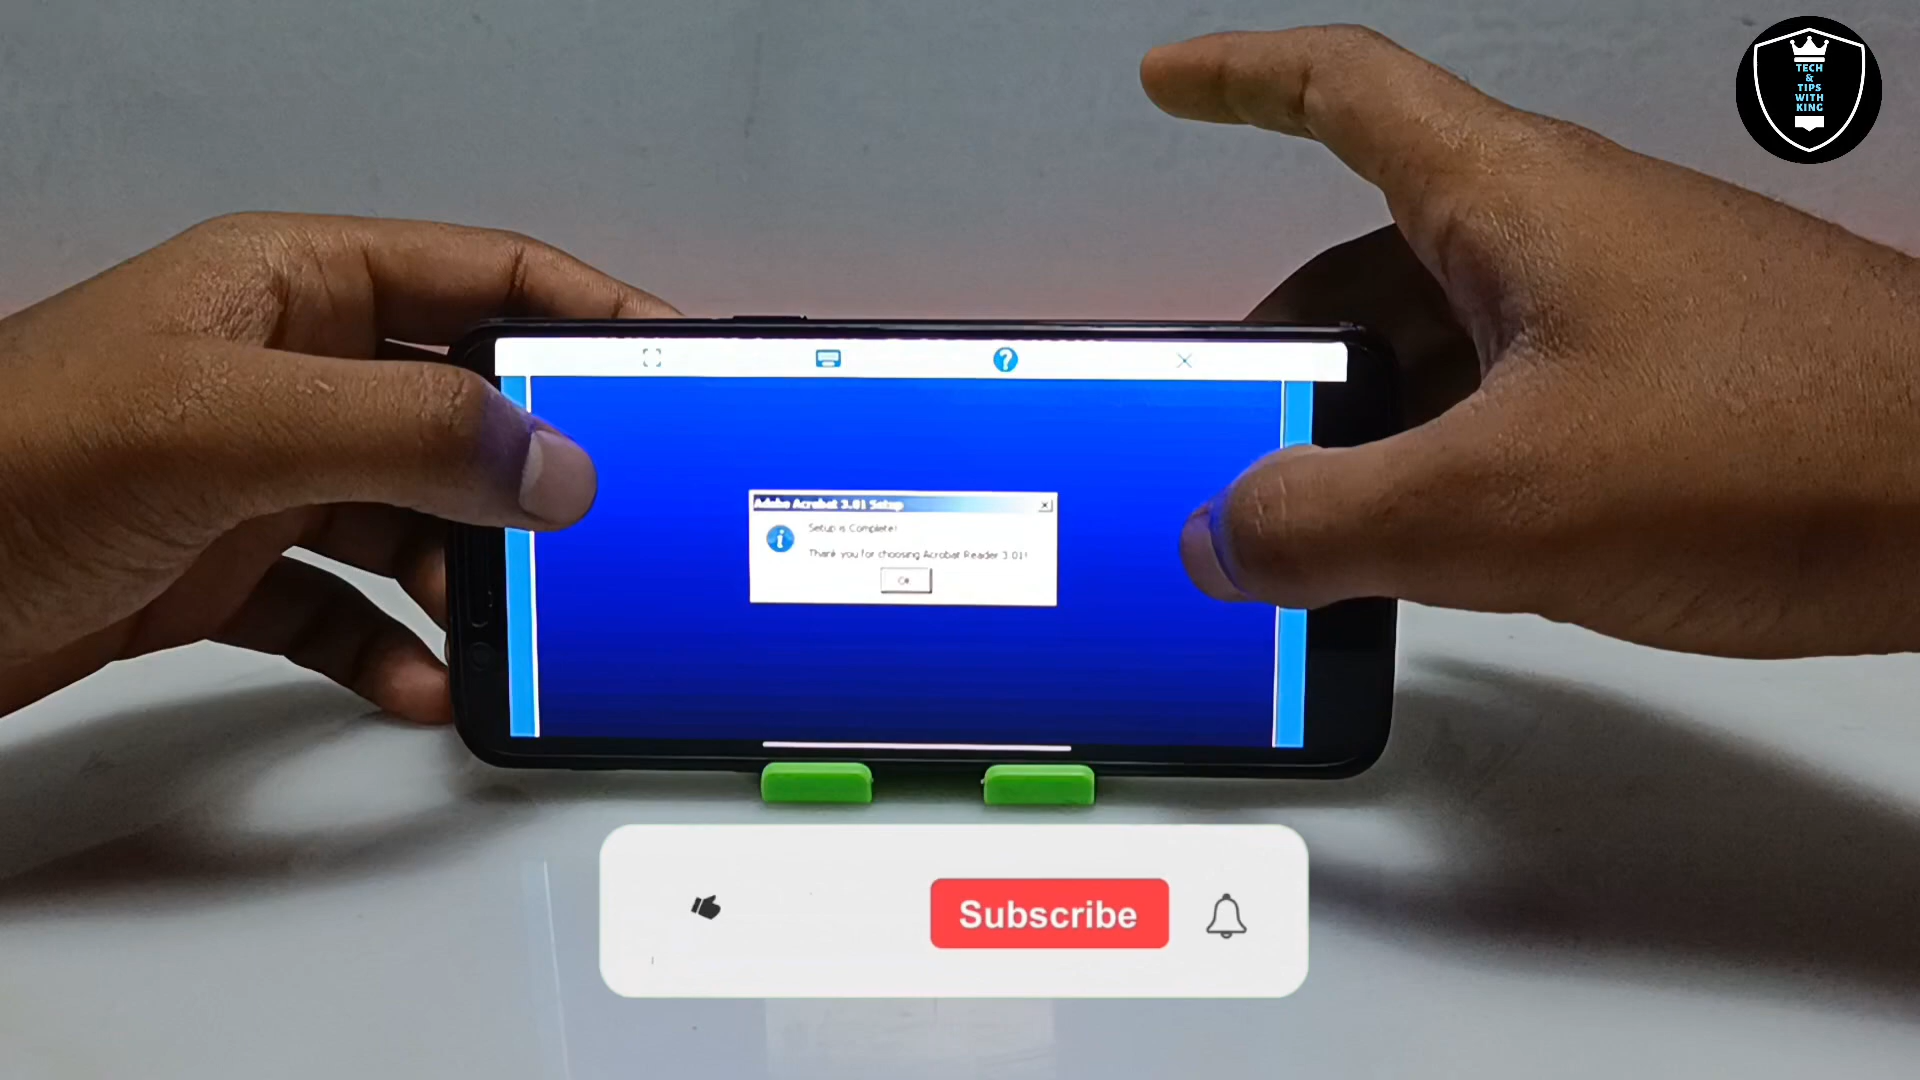 TECH
&
TIPS
WITH
KING
Adobe Acrobat 3.01 Setup
Setup is Complete!
Thank you for choosing Acrobat Reader 3.01!
OK
Subscribe